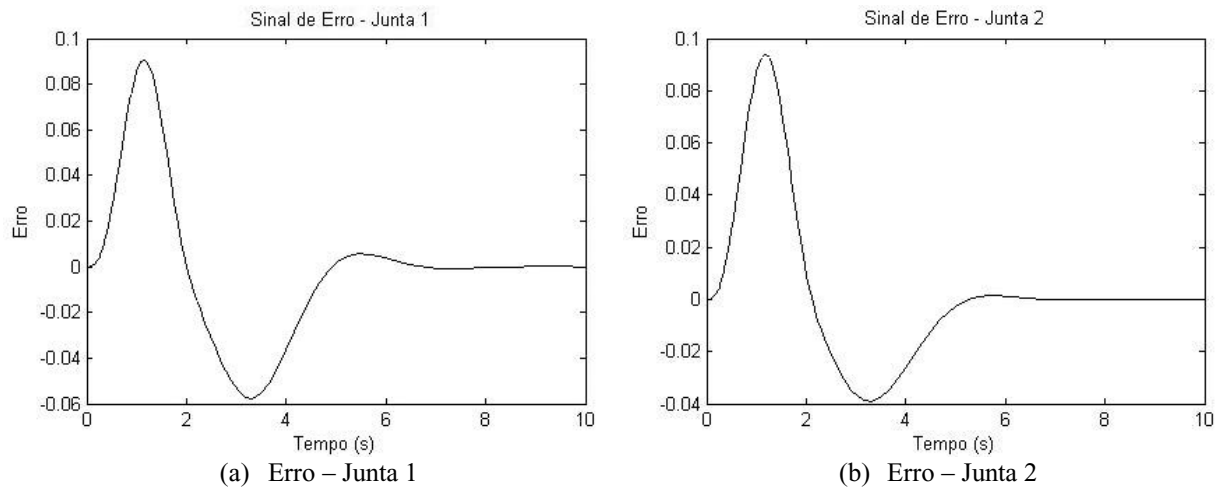 Sinal de Erro - Junta 1
0.1
0.08
0.06
0.04
0.02
0
-0.02
-0.04
-0.06
Erro
0 2 4 6 8 10
Tempo (s)
(a) Erro – Junta 1
Sinal de Erro - Junta 2
0.1
0.08
0.06
0.04
0.02
0
-0.02
-0.04
Erro
0 2 4 6 8 10
Tempo (s)
(b) Erro – Junta 2